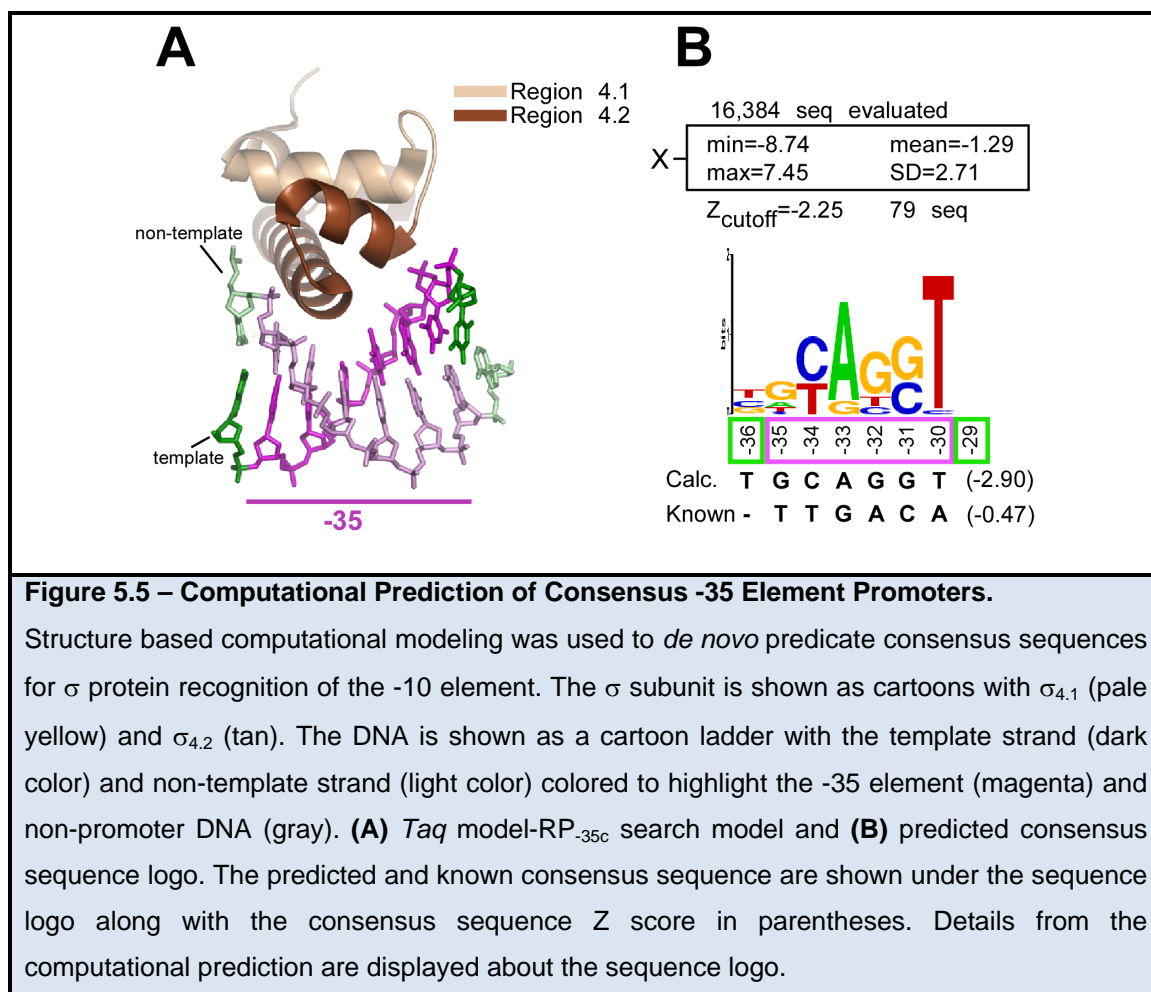 A
B
Region 4.1
Region 4.2
16,384 seq evaluated
X
min=-8.74 mean=-1.29
max=7.45 SD=2.71
Zcutoff=-2.25 79 seq
non-template
template
-35
bits
T G C A G G T
C A T T G T C C
G T
-36 -35 -34 -33 -32 -31 -30 -29
Calc. T G C A G G T (-2.90)
Known - T T G A C A (-0.47)
Figure 5.5 – Computational Prediction of Consensus -35 Element Promoters.
Structure based computational modeling was used to de novo predicate consensus sequences
for σ protein recognition of the -10 element. The σ subunit is shown as cartoons with σ4.1 (pale
yellow) and σ4.2 (tan). The DNA is shown as a cartoon ladder with the template strand (dark
color) and non-template strand (light color) colored to highlight the -35 element (magenta) and
non-promoter DNA (gray). (A) Taq model-RP-35c search model and (B) predicted consensus
sequence logo. The predicted and known consensus sequence are shown under the sequence
logo along with the consensus sequence Z score in parentheses. Details from the
computational prediction are displayed about the sequence logo.